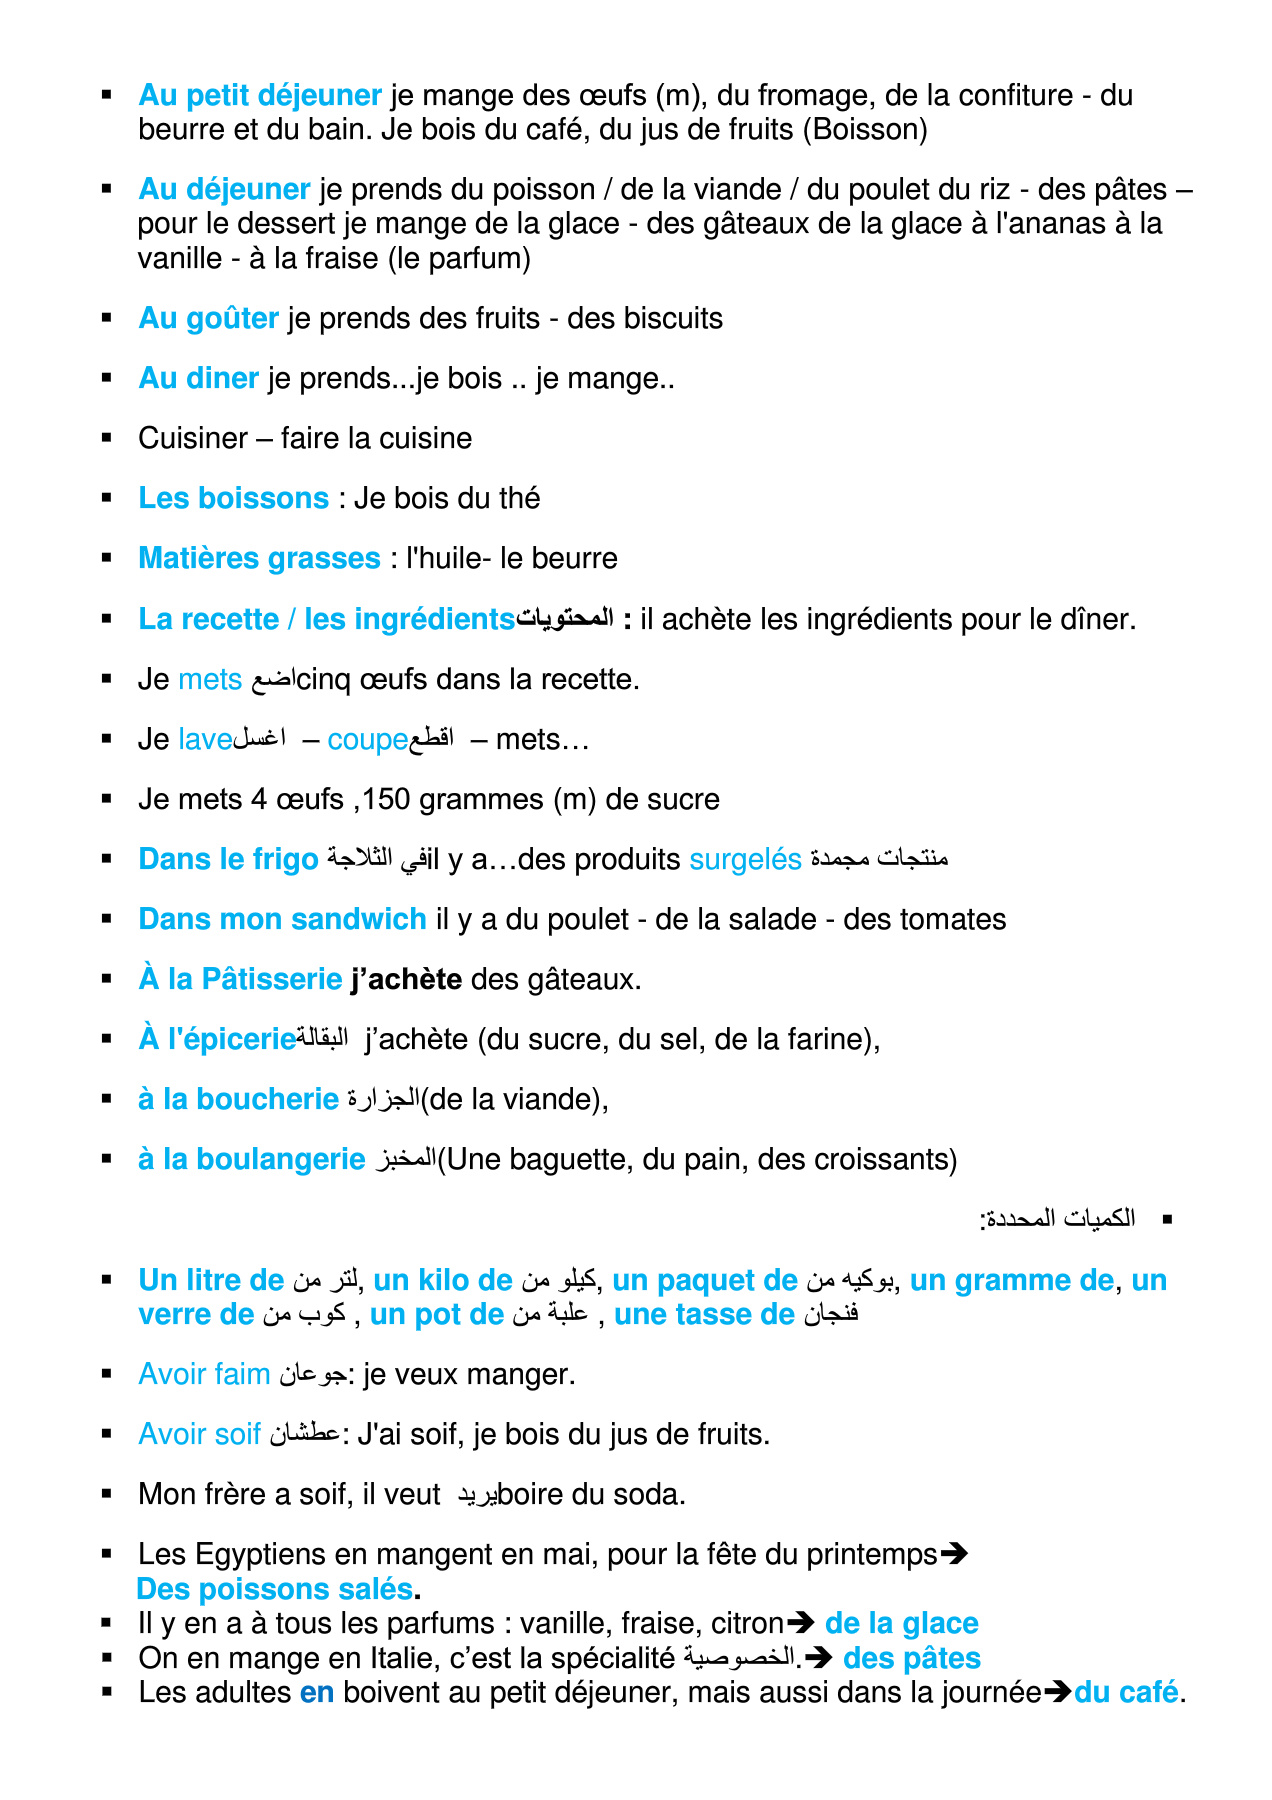 ▪ Au petit déjeuner je mange des œufs (m), du fromage, de la confiture - du
beurre et du bain. Je bois du café, du jus de fruits (Boisson)
▪ Au déjeuner je prends du poisson / de la viande / du poulet du riz - des pâtes –
pour le dessert je mange de la glace - des gâteaux de la glace à l'ananas à la
vanille - à la fraise (le parfum)
▪ Au goûter je prends des fruits - des biscuits
▪ Au diner je prends...je bois .. je mange..
▪ Cuisiner – faire la cuisine
▪ Les boissons : Je bois du thé
▪ Matières grasses : l'huile- le beurre
▪ La recette / les ingrédientsالمحتويات : il achète les ingrédients pour le dîner.
▪ Je mets اضعcinq œufs dans la recette.
▪ Je laveاغسل – coupeاقطع – mets…
▪ Je mets 4 œufs ,150 grammes (m) de sucre
▪ Dans le frigo في الثلاجةil y a…des produits surgelés منتجات مجمدة
▪ Dans mon sandwich il y a du poulet - de la salade - des tomates
▪ À la Pâtisserie j’achète des gâteaux.
▪ À l'épicerieالبقالة j’achète (du sucre, du sel, de la farine),
▪ à la boucherie الجزارة(de la viande),
▪ à la boulangerie المخبز(Une baguette, du pain, des croissants)
▪ الكميات المحددة:
▪ Un litre de لتر من, un kilo de كيلو من, un paquet de بوكيه من, un gramme de, un
verre de كوب من , un pot de علبة من , une tasse de فنجان
▪ Avoir faim جوعان: je veux manger.
▪ Avoir soif عطشان: J'ai soif, je bois du jus de fruits.
▪ Mon frère a soif, il veut يريدboire du soda.
▪ Les Egyptiens en mangent en mai, pour la fête du printemps➔
Des poissons salés.
▪ Il y en a à tous les parfums : vanille, fraise, citron➔ de la glace
▪ On en mange en Italie, c’est la spécialité الخصوصية.➔ des pâtes
▪ Les adultes en boivent au petit déjeuner, mais aussi dans la journée➔du café.